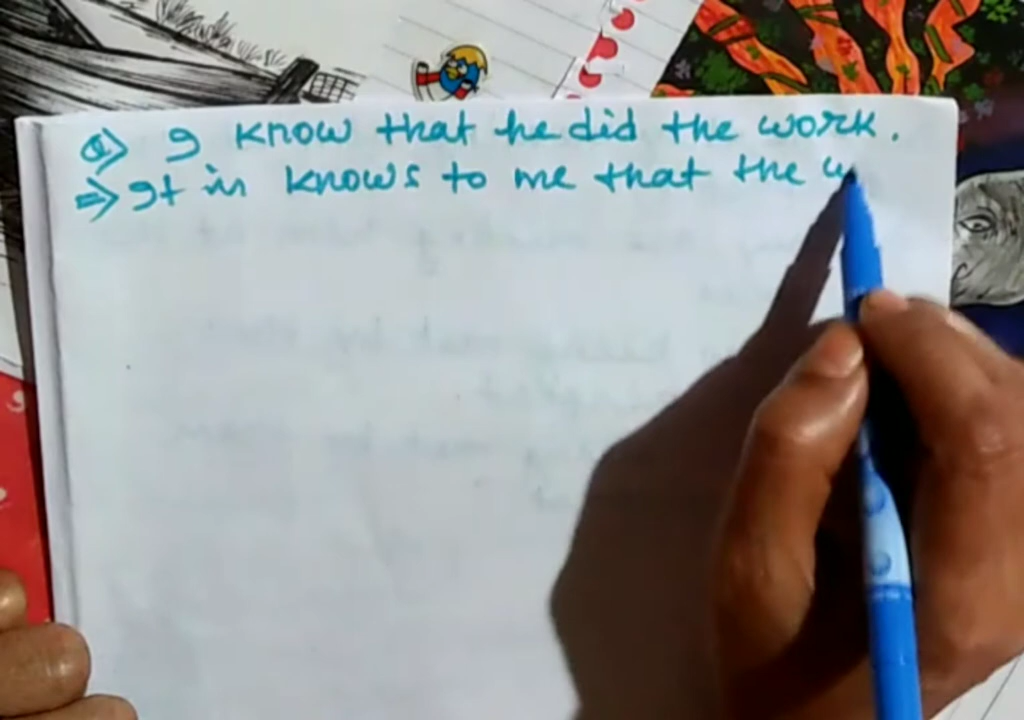 a) I know that he did the work.
⇒ It is knows to me that the w